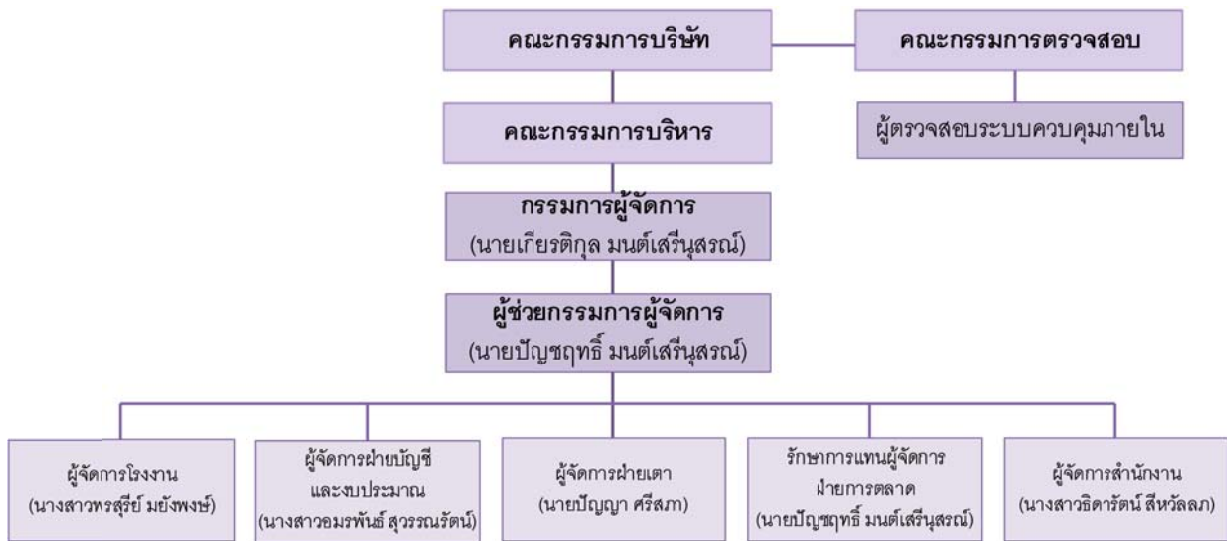 คณะกรรมการบริษัท
คณะกรรมการตรวจสอบ
คณะกรรมการบริหาร
ผู้ตรวจสอบระบบควบคุมภายใน
กรรมการผู้จัดการ
(นายเกียรติกุล มนต์เสรีนุสรณ์)
ผู้ช่วยกรรมการผู้จัดการ
(นายปัญชฤทธิ์ มนต์เสรีนุสรณ์)
ผู้จัดการโรงงาน
(นางสาวหรสุรีย์ มยังพงษ์)
ผู้จัดการฝ่ายบัญชี
และงบประมาณ
(นางสาวอมรพันธ์ สุวรรณรัตน์)
ผู้จัดการฝ่ายเตา
(นายปัญญา ศรีสภา)
รักษาการแทนผู้จัดการ
ฝ่ายการตลาด
(นายปัญชฤทธิ์ มนต์เสรีนุสรณ์)
ผู้จัดการสำนักงาน
(นางสาวธิดารัตน์ สีหวัลลภ)